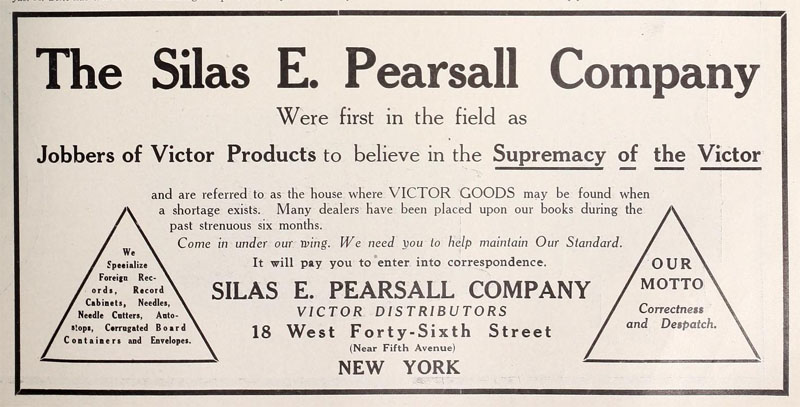 The Silas E. Pearsall Company
Were first in the field as
Jobbers of Victor Products to believe in the Supremacy of the Victor
and are referred to as the house where VICTOR GOODS may be found when
a shortage exists. Many dealers have been placed upon our books during the
past strenuous six months.
Come in under our wing. We need you to help maintain Our Standard.
It will pay you to enter into correspondence.
SILAS E. PEARSALL COMPANY
VICTOR DISTRIBUTORS
18 West Forty-Sixth Street
(Near Fifth Avenue)
NEW YORK
We
Specialize
Foreign Rec-
ords, Record
Cabinets, Needles,
Needle Cutters, Auto-
stops, Corrugated Board
Containers and Envelopes.
OUR
MOTTO
Correctness
and Despatch.